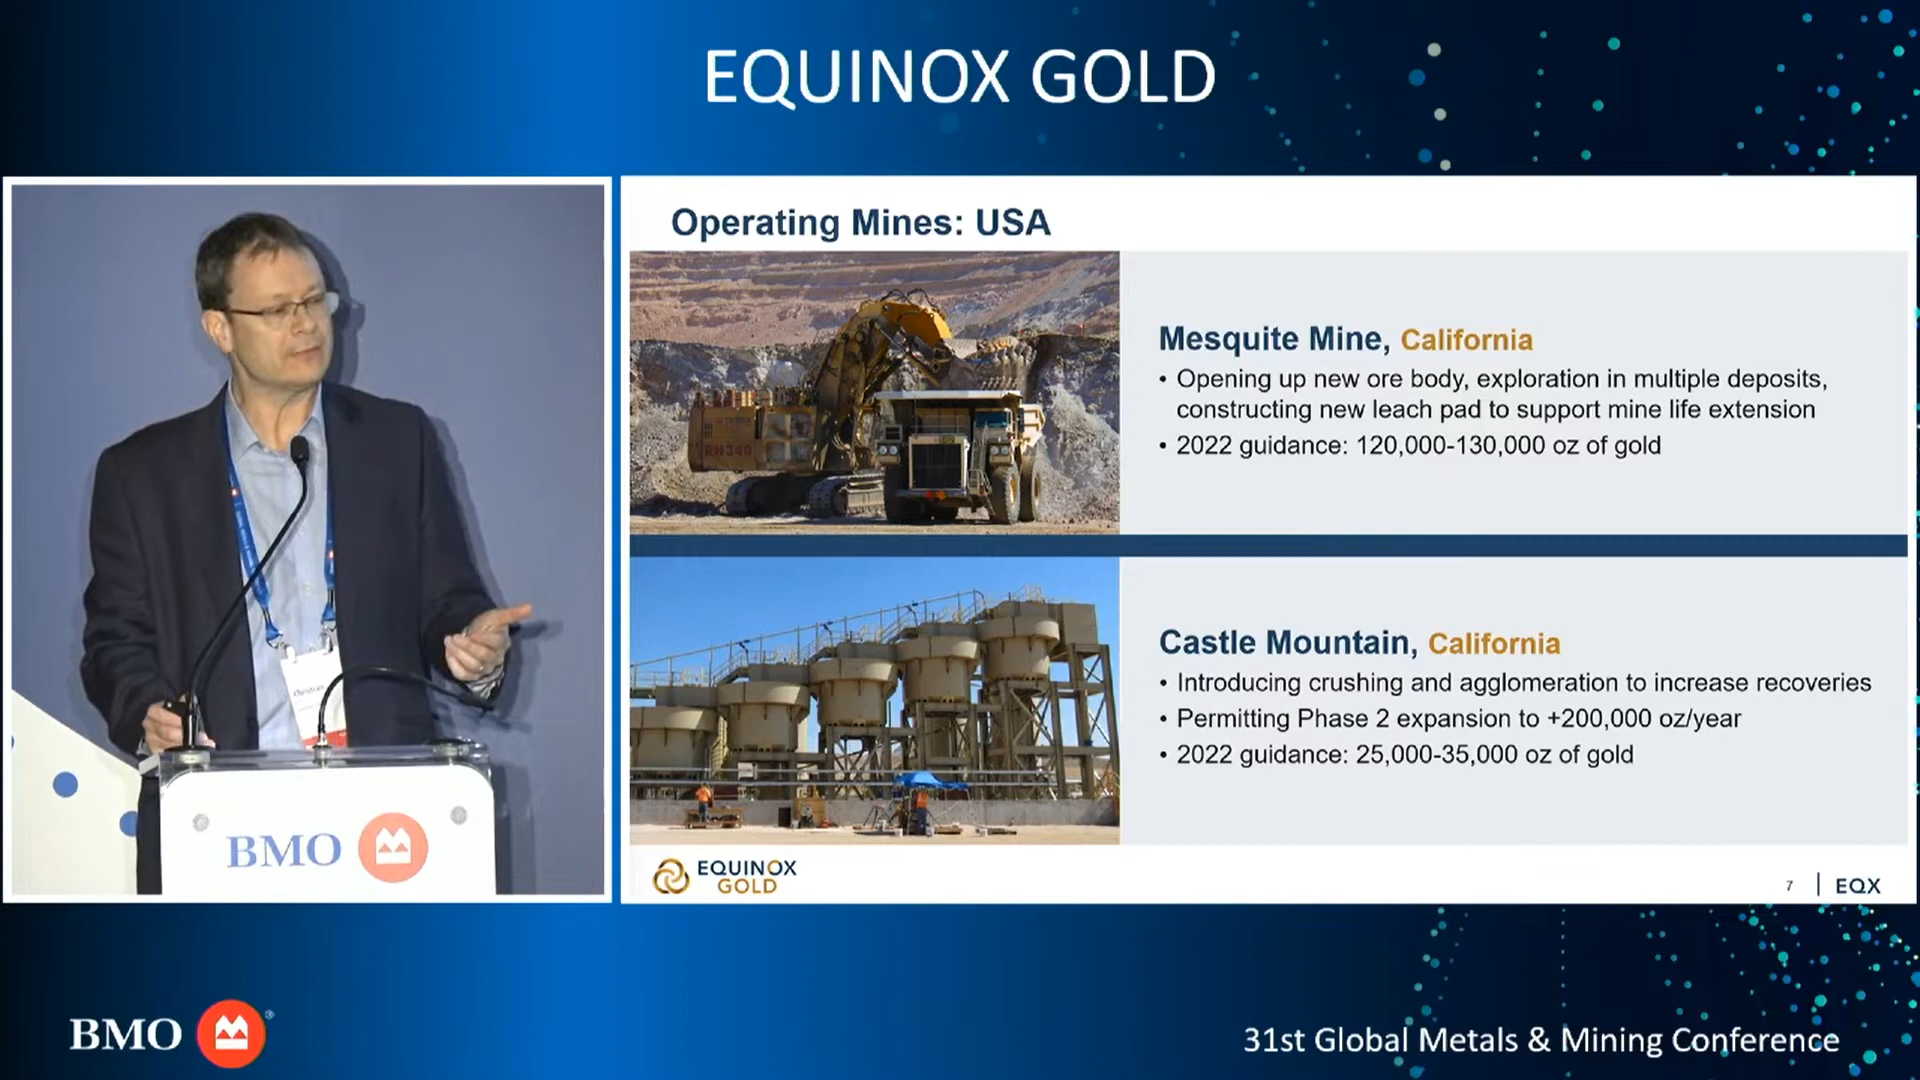 EQUINOX GOLD
Operating Mines: USA
RH340
Mesquite Mine, California
• Opening up new ore body, exploration in multiple deposits,
constructing new leach pad to support mine life extension
• 2022 guidance: 120,000-130,000 oz of gold
Castle Mountain, California
• Introducing crushing and agglomeration to increase recoveries
• Permitting Phase 2 expansion to +200,000 oz/year
• 2022 guidance: 25,000-35,000 oz of gold
EQUINOX
GOLD
7 | EQX
BMO
BMO
31st Global Metals & Mining Conference